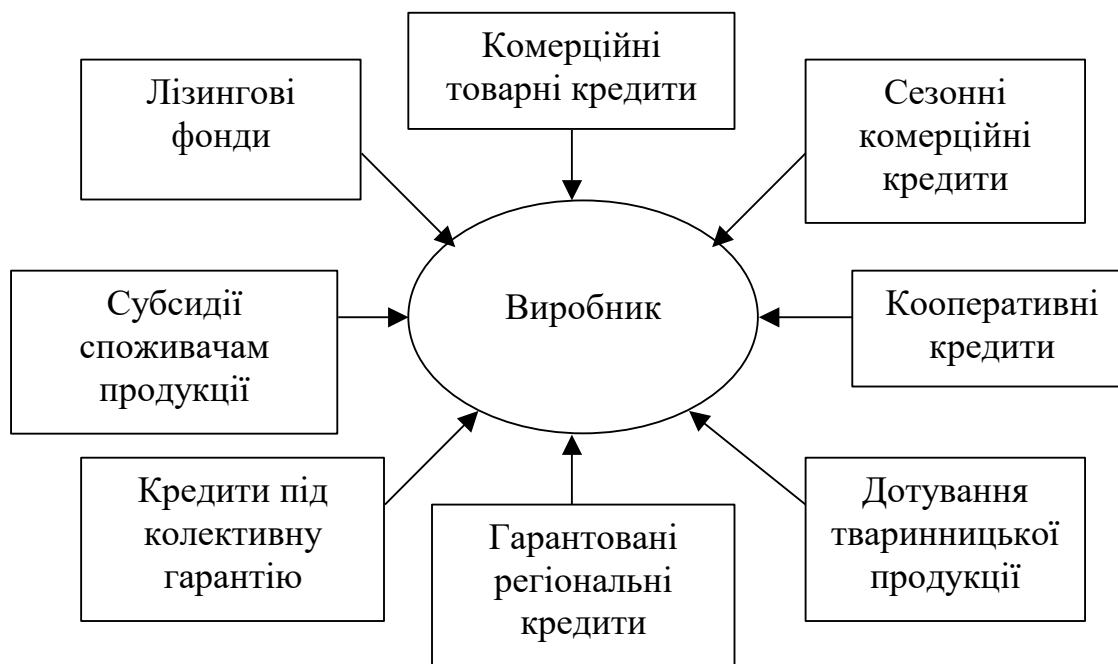 Комерційні
товарні кредити
Лізингові
фонди
Сезонні
комерційні
кредити
Субсидії
споживачам
продукції
Виробник
Кооперативні
кредити
Кредити під
колективну
гарантію
Гарантовані
регіональні
кредити
Дотування
тваринницької
продукції